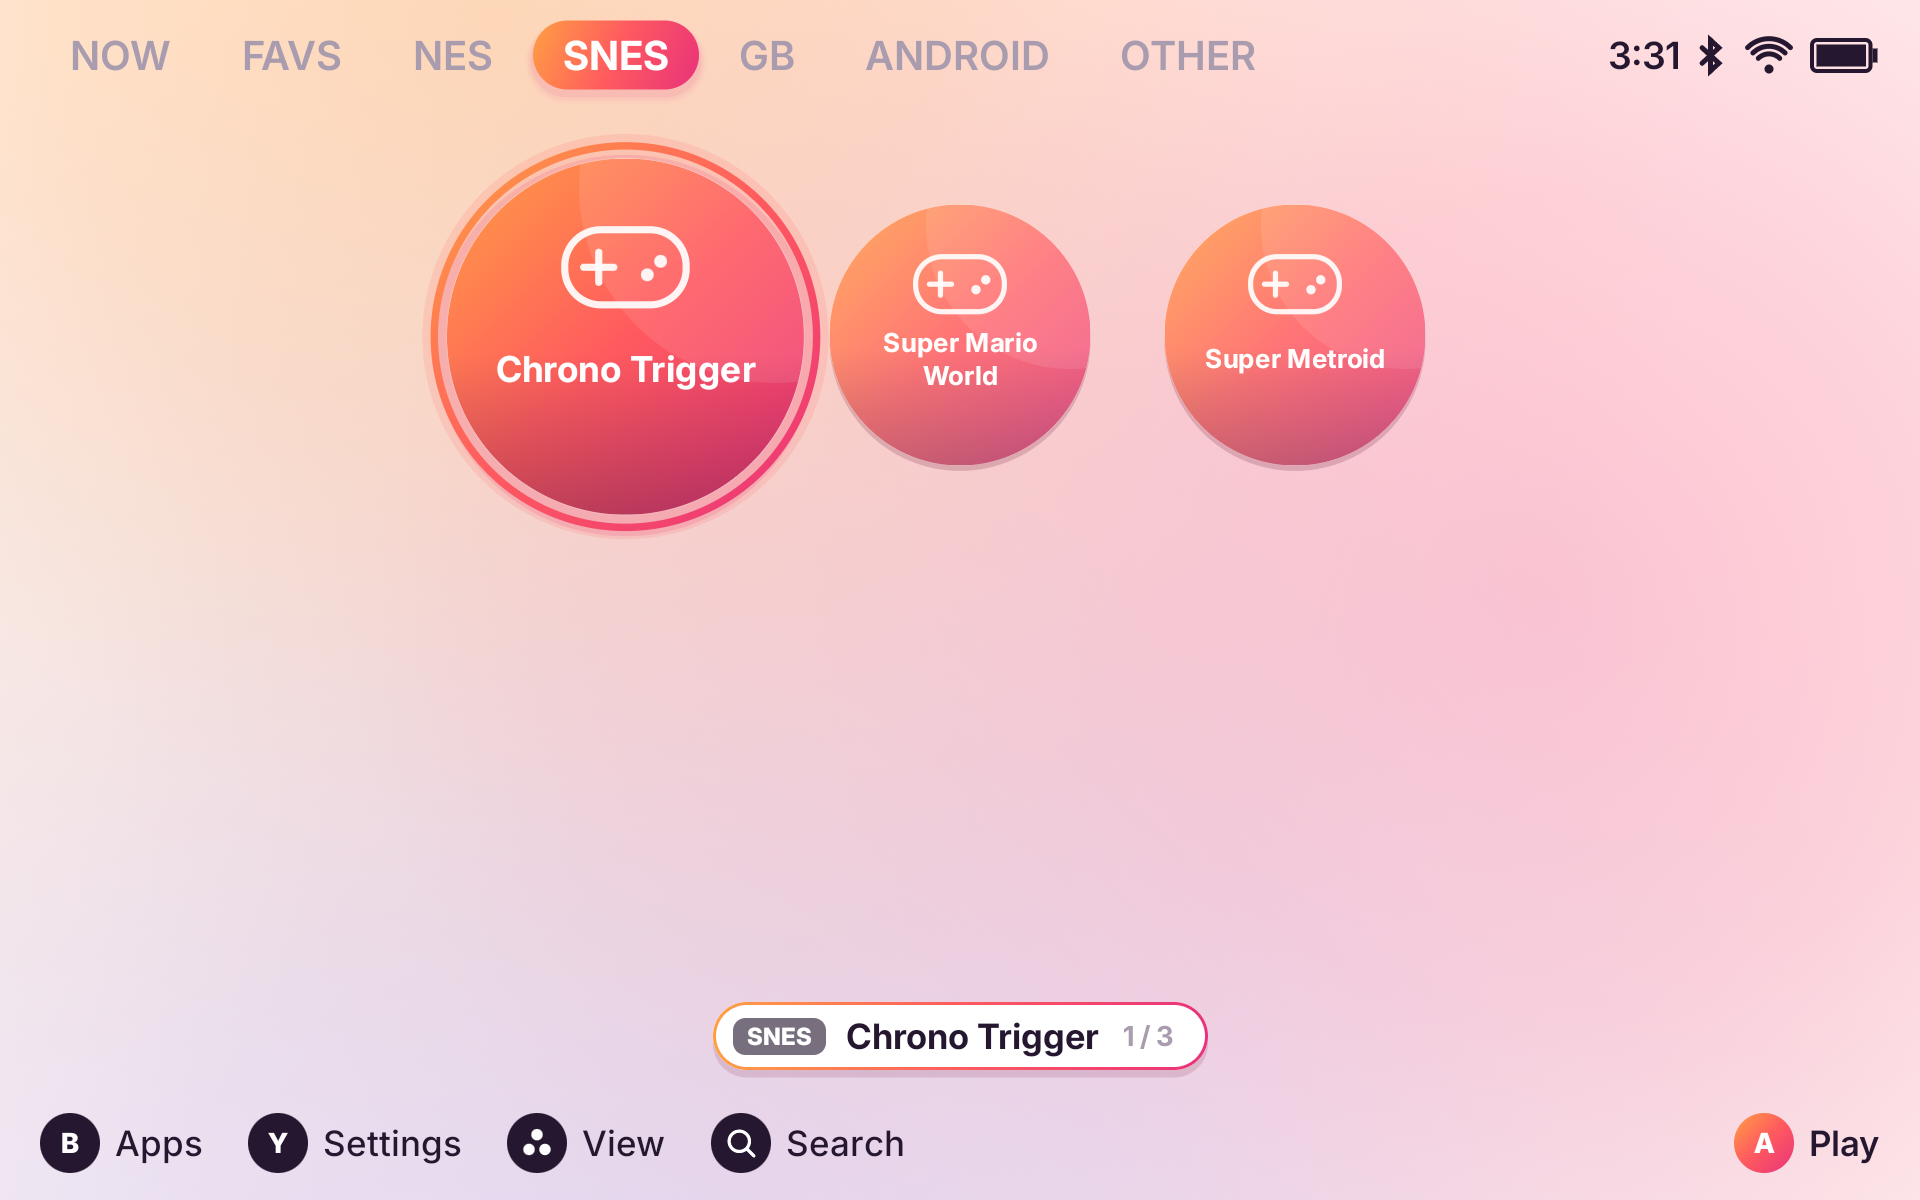 NOW FAVS NES SNES GB ANDROID OTHER 3:31
Chrono Trigger
Super Mario
World
Super Metroid
SNES Chrono Trigger 1/3
B Apps Y Settings View Search A Play